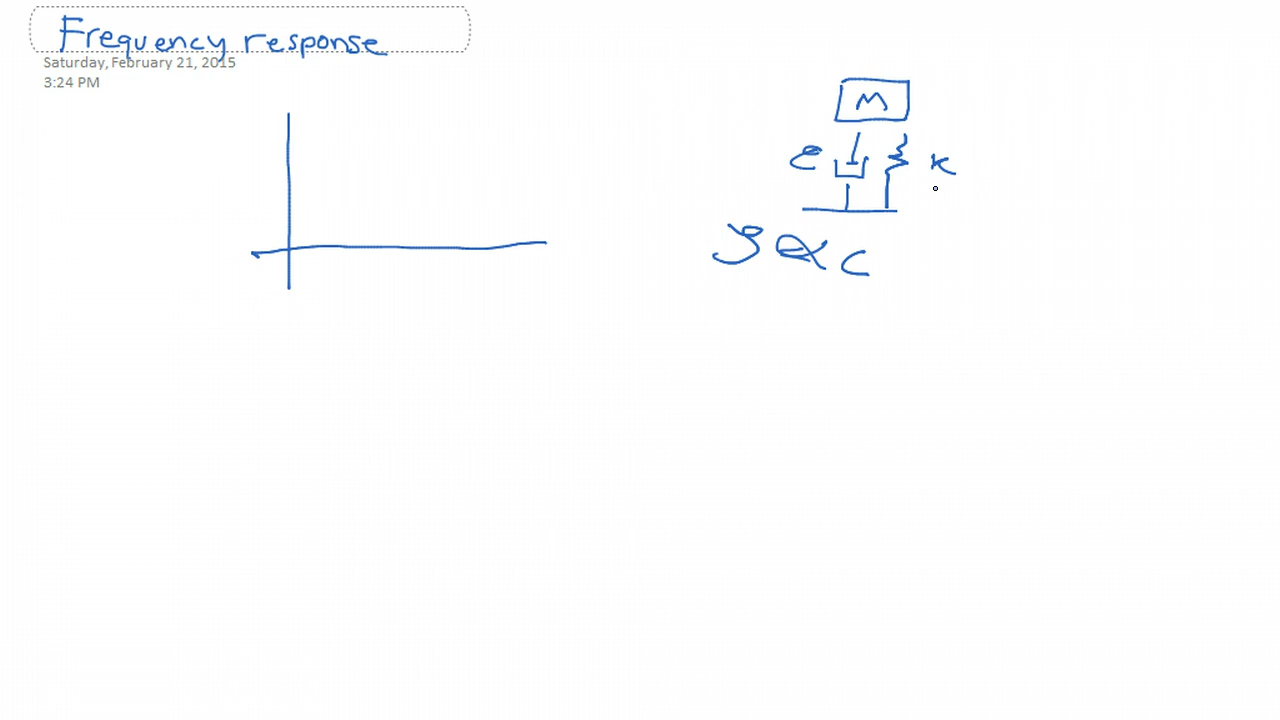 Frequency response
Saturday, February 21, 2015
3:24 PM
M
c k
ζ ∝ c